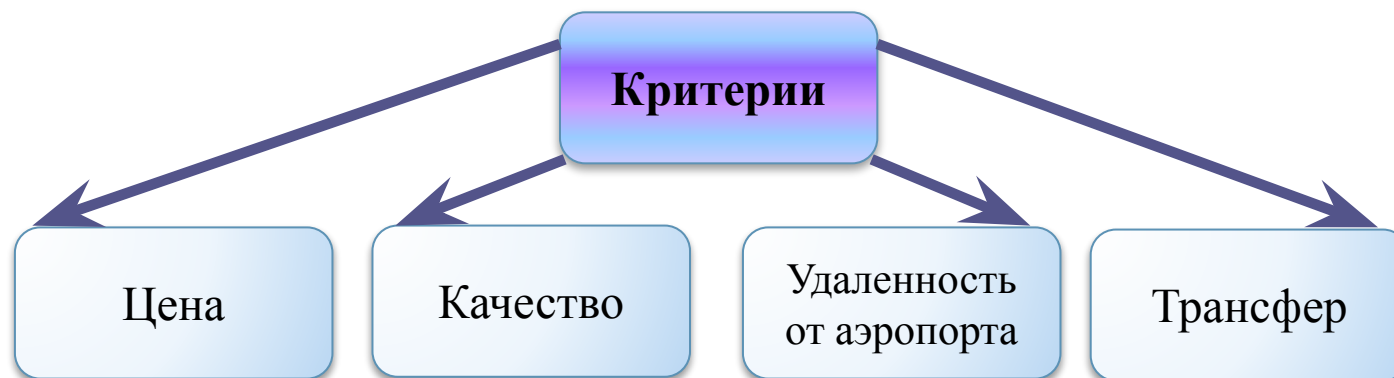 Критерии
Цена
Качество
Удаленность
от аэропорта
Трансфер